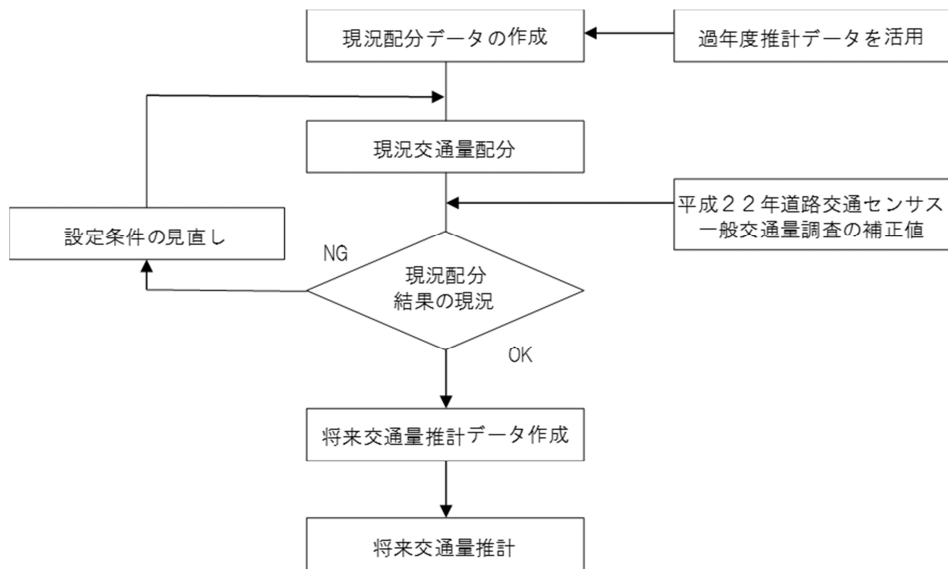 現況配分データの作成
過年度推計データを活用
現況交通量配分
平成２２年道路交通センサス
一般交通量調査の補正値
設定条件の見直し
NG
現況配分
結果の現況
OK
将来交通量推計データ作成
将来交通量推計